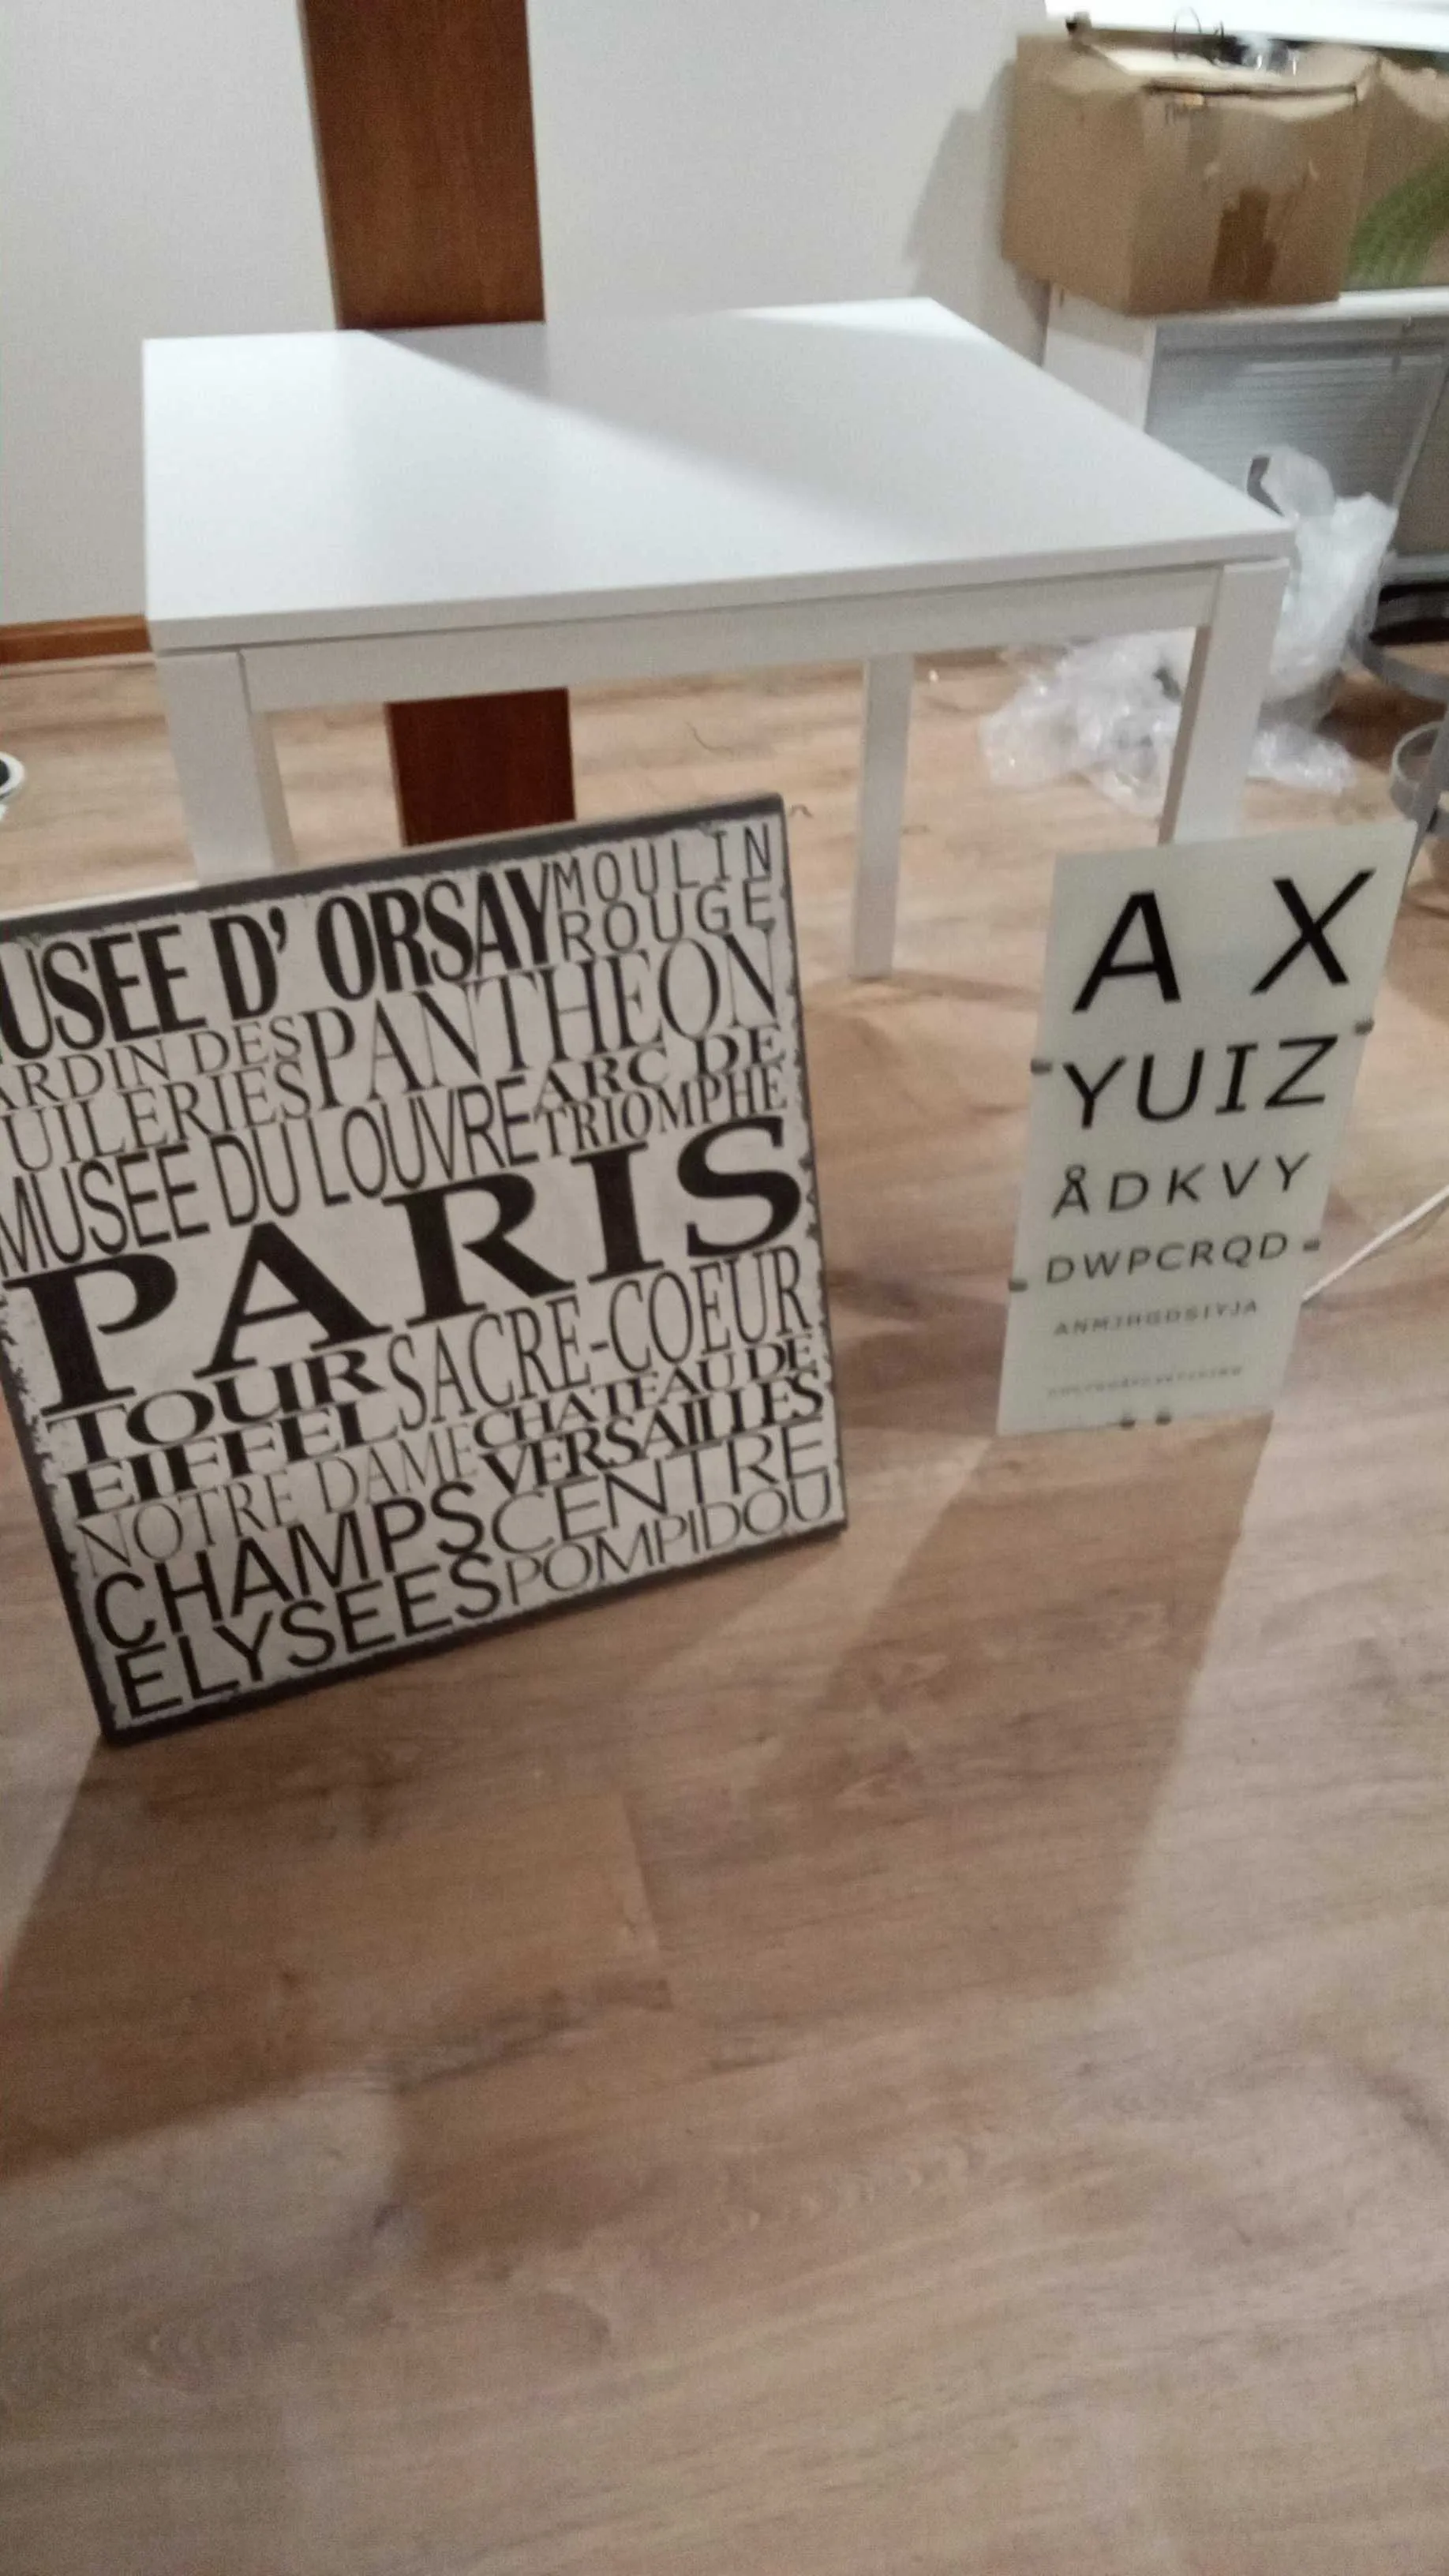 USEE D' ORSAY MOULIN ROUGE
ARDIN DES UILERIES PANTHEON
MUSEE DU LOUVRE ARC DE TRIOMPHE
PARIS
TOUR EIFFEL SACRE-COEUR
NOTRE DAME CHATEAU DE VERSAILLES
CHAMPS ELYSEES CENTRE POMPIDOU
A X
YUIZ
ÅDKVY
DWPCRQD